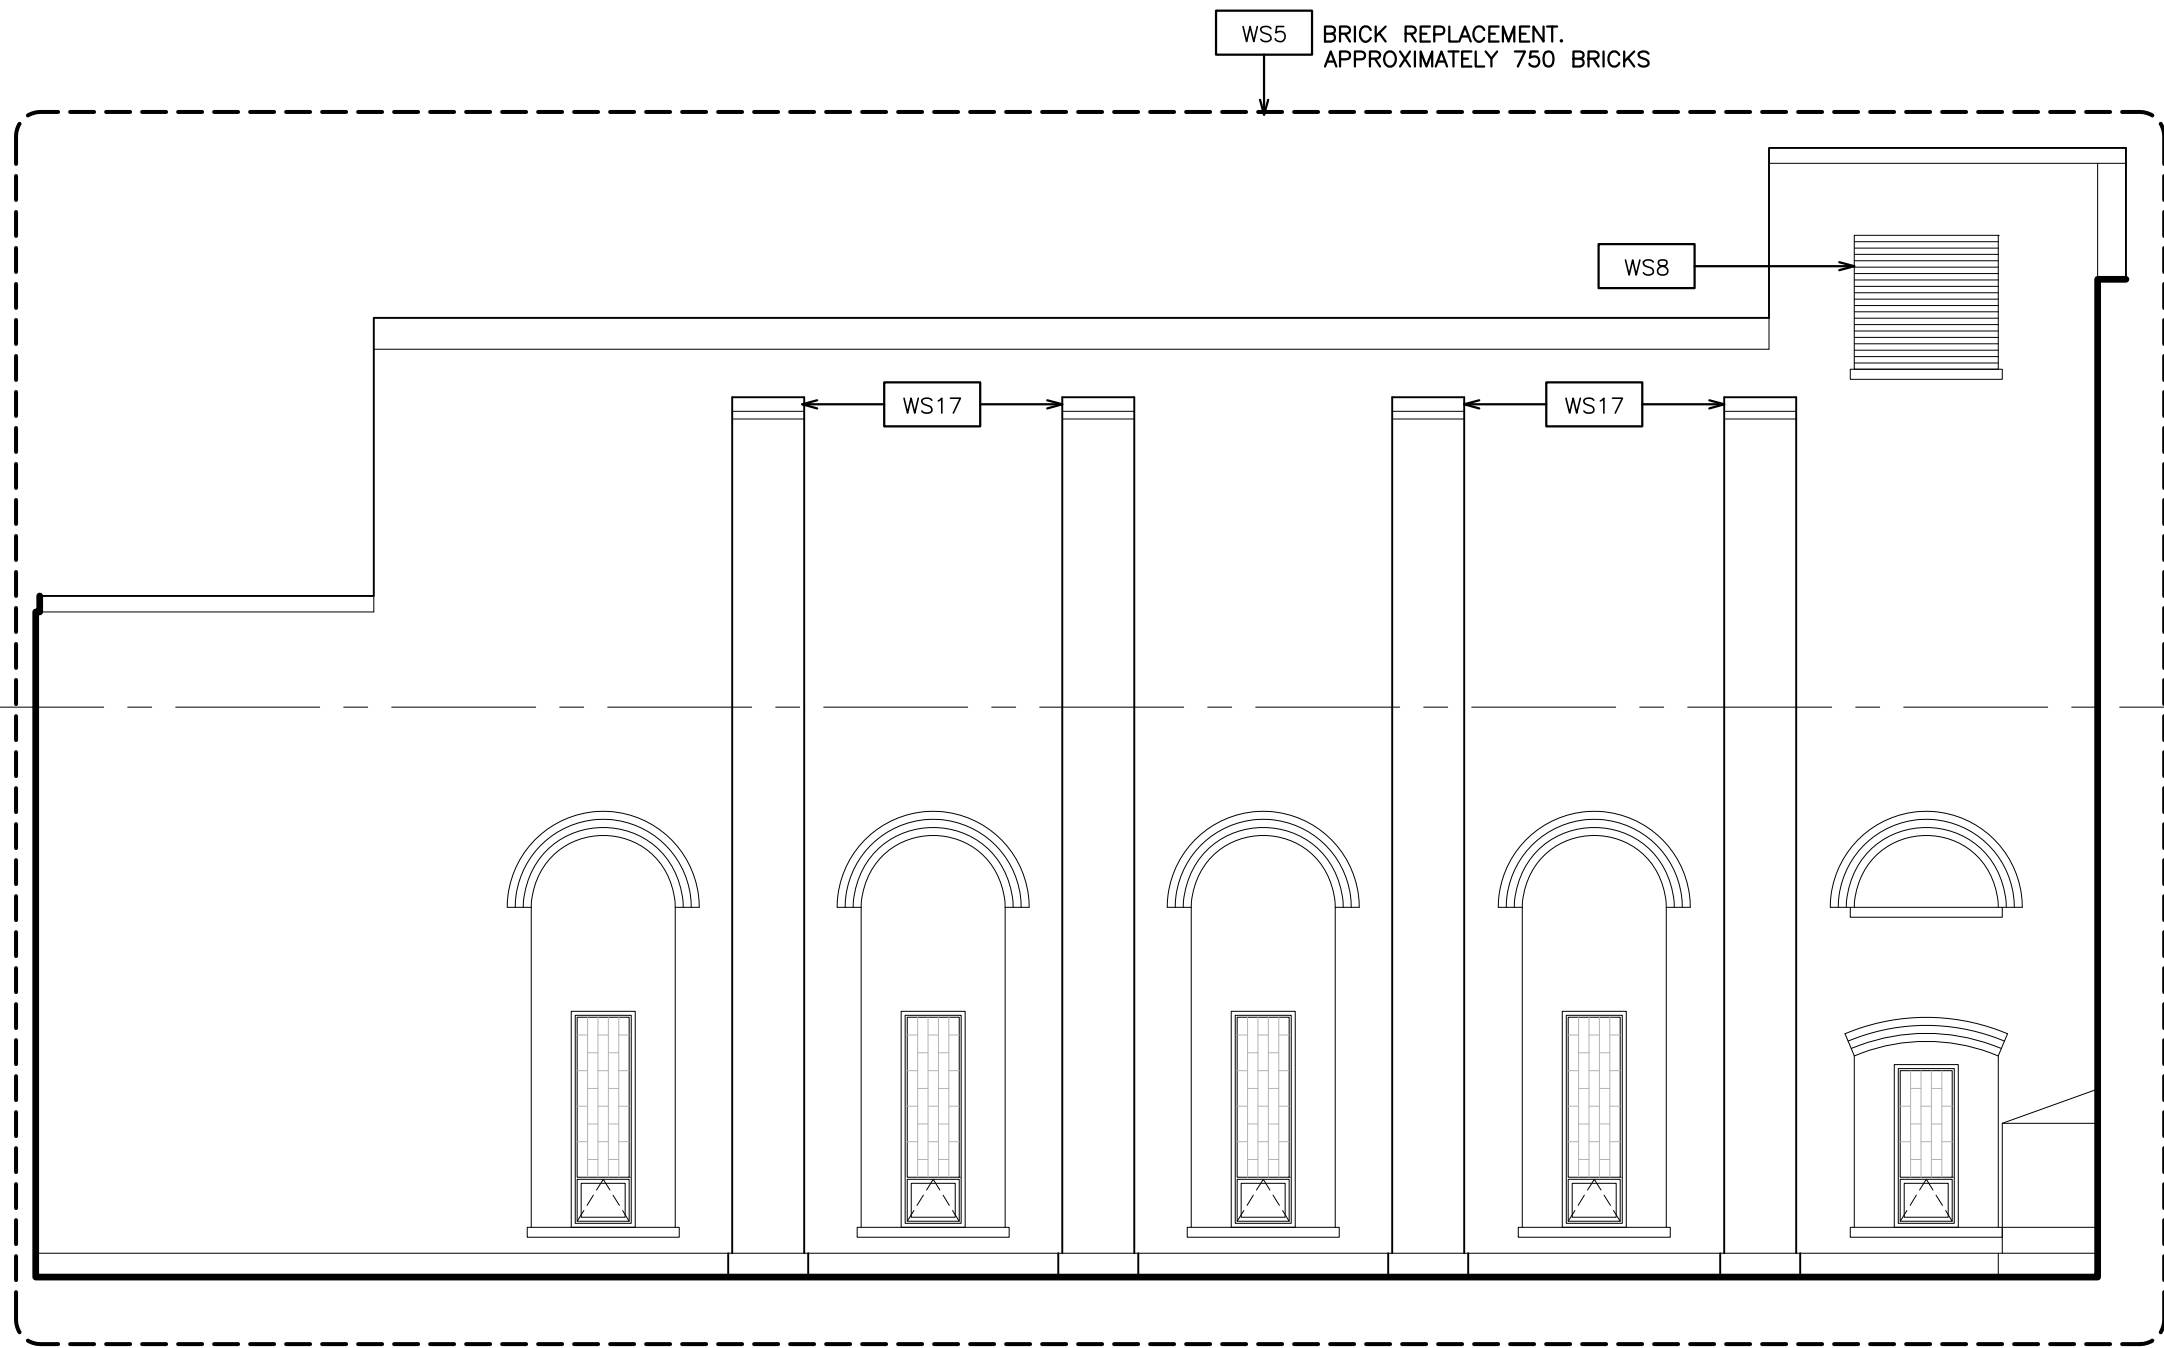 WS5
BRICK REPLACEMENT.
APPROXIMATELY 750 BRICKS
WS8
WS17
WS17